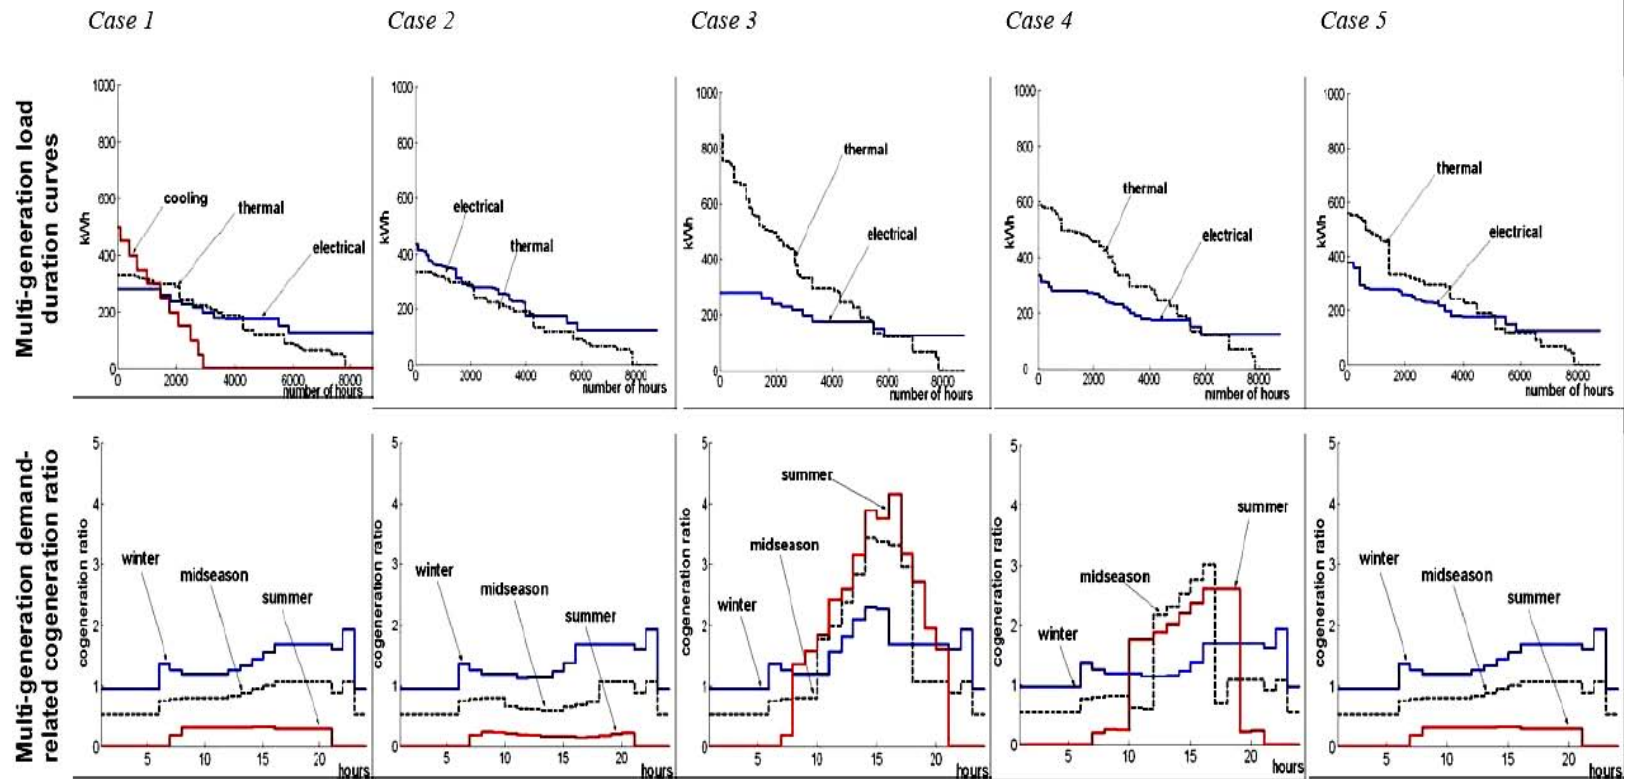 Case 1
Case 2
Case 3
Case 4
Case 5
Multi-generation load
duration curves
kWh
1000
800
600
400
200
0
cooling
thermal
electrical
0 2000 4000 6000 8000
number of hours
kWh
1000
800
600
400
200
0
electrical
thermal
0 2000 4000 6000 8000
number of hours
kWh
1000
800
600
400
200
0
thermal
electrical
0 2000 4000 6000 8000
number of hours
kWh
1000
800
600
400
200
0
thermal
electrical
0 2000 4000 6000 8000
number of hours
kWh
1000
800
600
400
200
0
thermal
electrical
0 2000 4000 6000 8000
number of hours
Multi-generation demand-
related cogeneration ratio
cogeneration ratio
5
4
3
2
1
0
winter
midseason
summer
5 10 15 20
hours
cogeneration ratio
5
4
3
2
1
0
winter
midseason
summer
5 10 15 20
hours
cogeneration ratio
5
4
3
2
1
0
summer
midseason
winter
5 10 15 20
hours
cogeneration ratio
5
4
3
2
1
0
summer
midseason
winter
5 10 15 20
hours
cogeneration ratio
5
4
3
2
1
0
winter
midseason
summer
5 10 15 20
hours